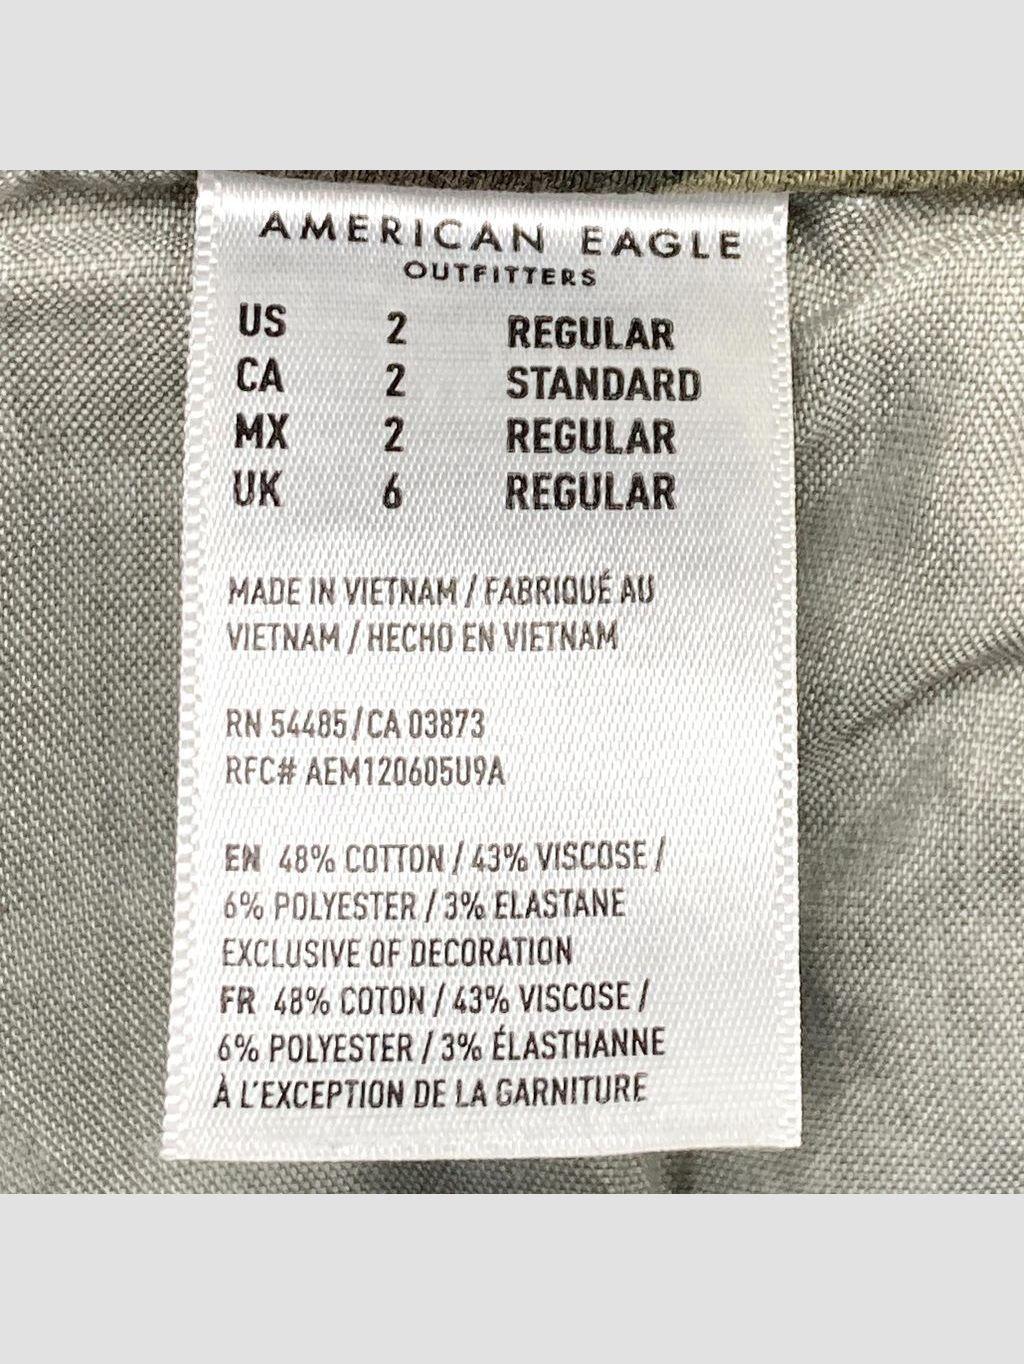 AMERICAN EAGLE
OUTFITTERS
US 2 REGULAR
CA 2 STANDARD
MX 2 REGULAR
UK 6 REGULAR
MADE IN VIETNAM / FABRIQUÉ AU
VIETNAM / HECHO EN VIETNAM
RN 54485/CA 03873
RFC# AEM120605U9A
EN 48% COTTON / 43% VISCOSE /
6% POLYESTER / 3% ELASTANE
EXCLUSIVE OF DECORATION
FR 48% COTON / 43% VISCOSE /
6% POLYESTER / 3% ÉLASTHANNE
À L'EXCEPTION DE LA GARNITURE